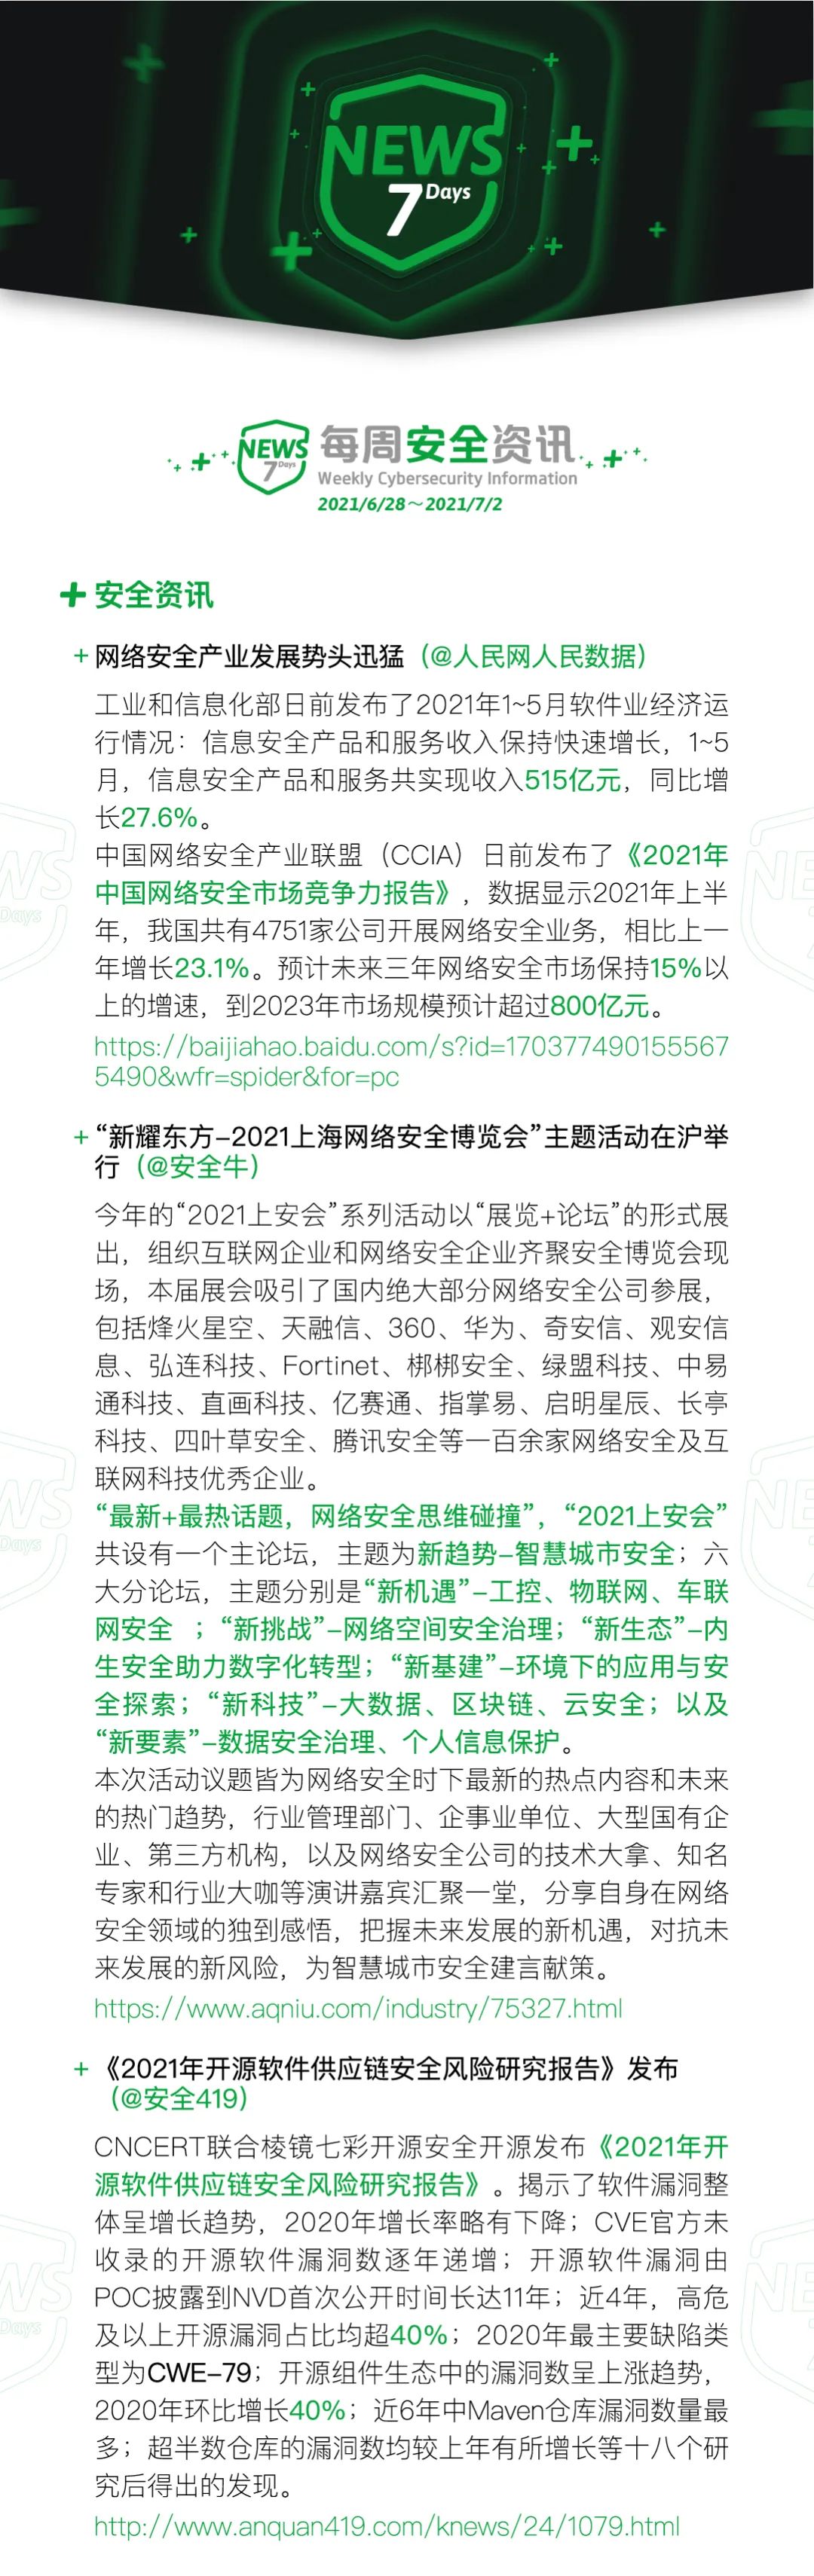 NEWS
7 Days
NEWS
7 Days
每周安全资讯
Weekly Cybersecurity Information
2021/6/28～2021/7/2
安全资讯
+ 网络安全产业发展势头迅猛（@人民网人民数据）
工业和信息化部日前发布了2021年1~5月软件业经济运
行情况：信息安全产品和服务收入保持快速增长，1~5
月，信息安全产品和服务共实现收入515亿元，同比增
长27.6%。
中国网络安全产业联盟（CCIA）日前发布了《2021年
中国网络安全市场竞争力报告》，数据显示2021年上半
年，我国共有4751家公司开展网络安全业务，相比上一
年增长23.1%。预计未来三年网络安全市场保持15%以
上的增速，到2023年市场规模预计超过800亿元。
https://baijiahao.baidu.com/s?id=170377490155567
5490&wfr=spider&for=pc
+ “新耀东方–2021上海网络安全博览会”主题活动在沪举
行（@安全牛）
今年的“2021上安会”系列活动以“展览+论坛”的形式展
出，组织互联网企业和网络安全企业齐聚安全博览会现
场，本届展会吸引了国内绝大部分网络安全公司参展，
包括烽火星空、天融信、360、华为、奇安信、观安信
息、弘连科技、Fortinet、梆梆安全、绿盟科技、中易
通科技、直画科技、亿赛通、指掌易、启明星辰、长亭
科技、四叶草安全、腾讯安全等一百余家网络安全及互
联网科技优秀企业。
“最新+最热话题，网络安全思维碰撞”，“2021上安会”
共设有一个主论坛，主题为新趋势–智慧城市安全；六
大分论坛，主题分别是“新机遇”–工控、物联网、车联
网安全 ；“新挑战”–网络空间安全治理；“新生态”–内
生安全助力数字化转型；“新基建”–环境下的应用与安
全探索；“新科技”–大数据、区块链、云安全；以及
“新要素”–数据安全治理、个人信息保护。
本次活动议题皆为网络安全时下最新的热点内容和未来
的热门趋势，行业管理部门、企事业单位、大型国有企
业、第三方机构，以及网络安全公司的技术大拿、知名
专家和行业大咖等演讲嘉宾汇聚一堂，分享自身在网络
安全领域的独到感悟，把握未来发展的新机遇，对抗未
来发展的新风险，为智慧城市安全建言献策。
https://www.aqniu.com/industry/75327.html
+ 《2021年开源软件供应链安全风险研究报告》发布
（@安全419）
CNCERT联合棱镜七彩开源安全开源发布《2021年开
源软件供应链安全风险研究报告》。揭示了软件漏洞整
体呈增长趋势，2020年增长率略有下降；CVE官方未
收录的开源软件漏洞数逐年递增；开源软件漏洞由
POC披露到NVD首次公开时间长达11年；近4年，高危
及以上开源漏洞占比均超40%；2020年最主要缺陷类
型为CWE–79；开源组件生态中的漏洞数呈上涨趋势，
2020年环比增长40%；近6年中Maven仓库漏洞数量最
多；超半数仓库的漏洞数均较上年有所增长等十八个研
究后得出的发现。
http://www.anquan419.com/knews/24/1079.html